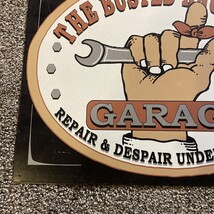 THE BUSTED
GARAG
REPAIR & DESPAIR UNDE